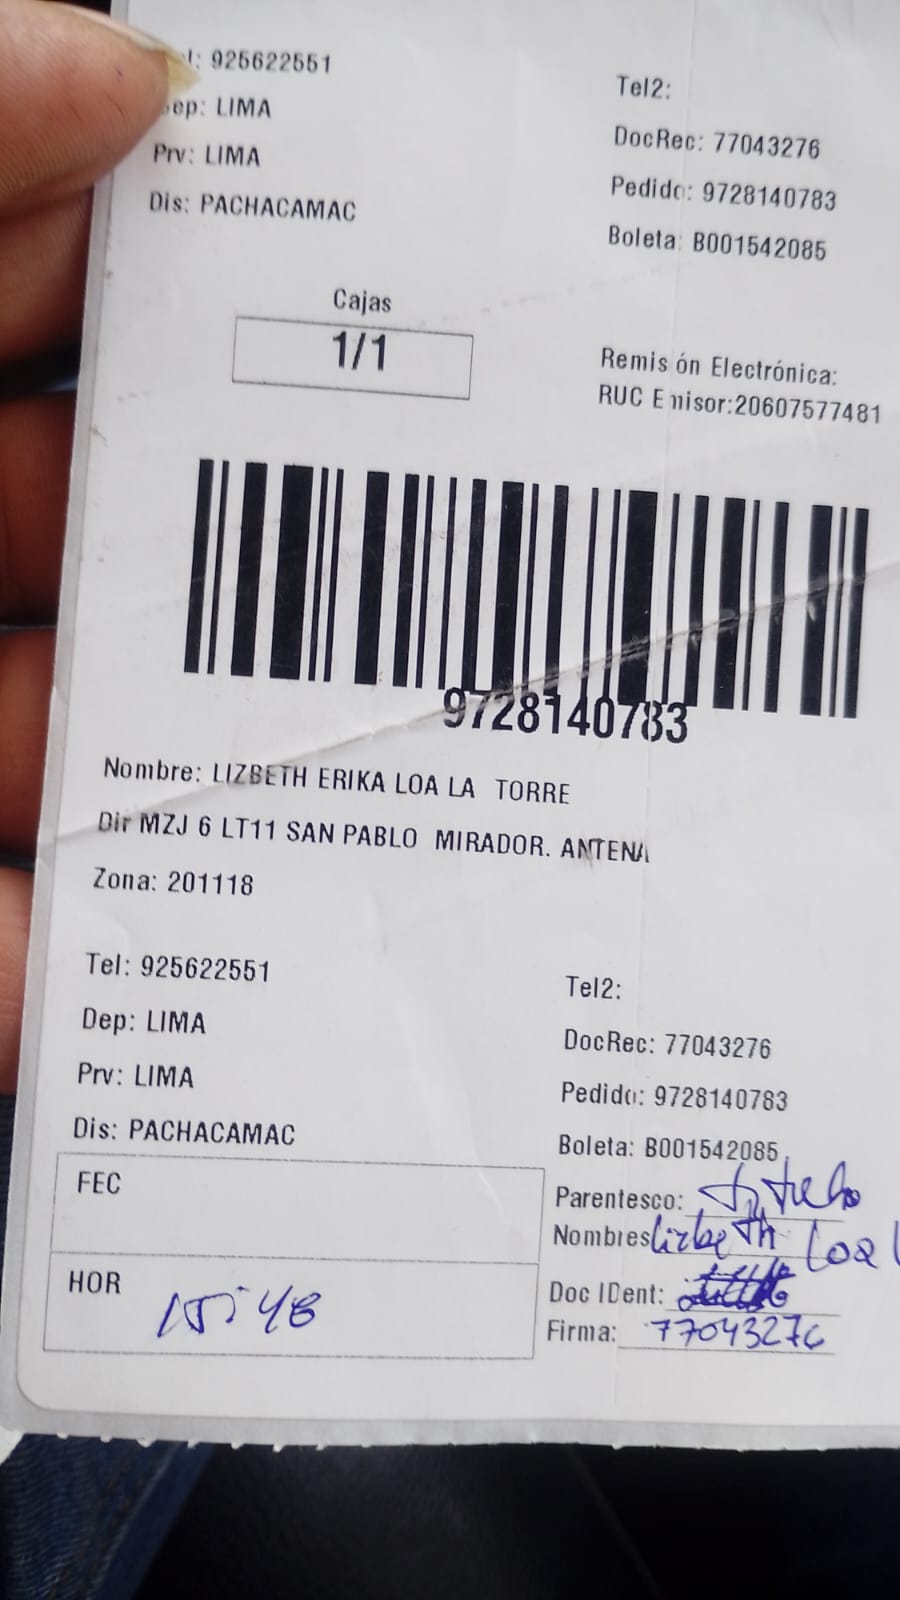 l: 925622551
Tel2:
ep: LIMA
DocRec: 77043276
Prv: LIMA
Pedido: 9728140783
Dis: PACHACAMAC
Boleta: B001542085
Cajas
1/1
Remisión Electrónica:
RUC Emisor:20607577481
9728140783
Nombre: LIZBETH ERIKA LOA LA TORRE
Dir MZJ 6 LT11 SAN PABLO MIRADOR. ANTENA
Zona: 201118
Tel: 925622551
Tel2:
Dep: LIMA
DocRec: 77043276
Prv: LIMA
Pedido: 9728140783
Dis: PACHACAMAC
Boleta: B001542085
FEC
Parentesco:
Nombres Lizbeth Loa
HOR 15:48
Doc IDent:
Firma: 77043276